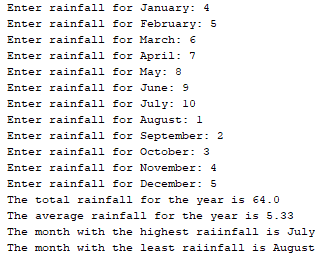 Enter rainfall for January: 4
Enter rainfall for February: 5
Enter rainfall for March: 6
Enter rainfall for April: 7
Enter rainfall for May: 8
Enter rainfall for June: 9
Enter rainfall for July: 10
Enter rainfall for August: 1
Enter rainfall for September: 2
Enter rainfall for October: 3
Enter rainfall for November: 4
Enter rainfall for December: 5
The total rainfall for the year is 64.0
The average rainfall for the year is 5.33
The month with the highest raiinfall is July
The month with the least raiinfall is August